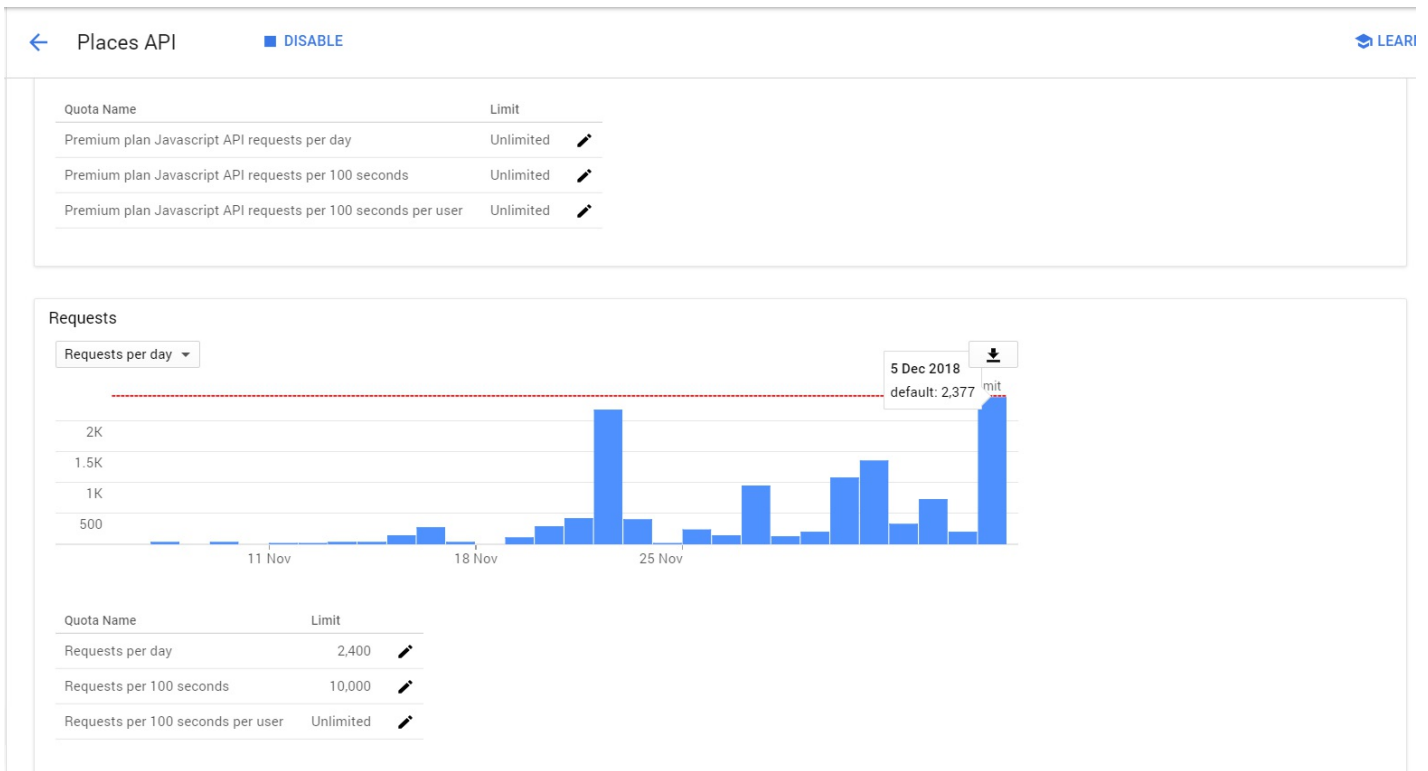 Places API DISABLE LEARN
Quota Name Limit
Premium plan Javascript API requests per day Unlimited
Premium plan Javascript API requests per 100 seconds Unlimited
Premium plan Javascript API requests per 100 seconds per user Unlimited
Requests
Requests per day
5 Dec 2018
default: 2,377
mit
2K
1.5K
1K
500
11 Nov 18 Nov 25 Nov
Quota Name Limit
Requests per day 2,400
Requests per 100 seconds 10,000
Requests per 100 seconds per user Unlimited